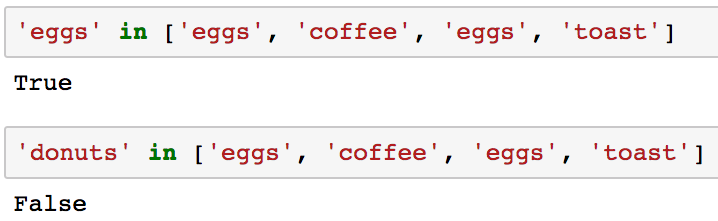 'eggs' in ['eggs', 'coffee', 'eggs', 'toast']
True
'donuts' in ['eggs', 'coffee', 'eggs', 'toast']
False